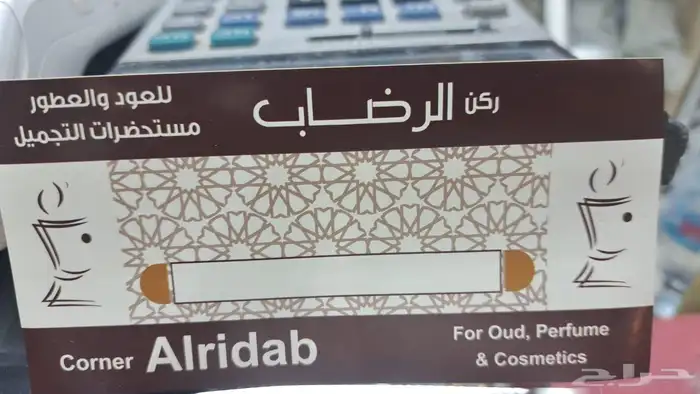 ركن الرضاب
للعود والعطور
مستحضرات التجميل
Corner Alridab
For Oud, Perfume
& Cosmetics
حراج